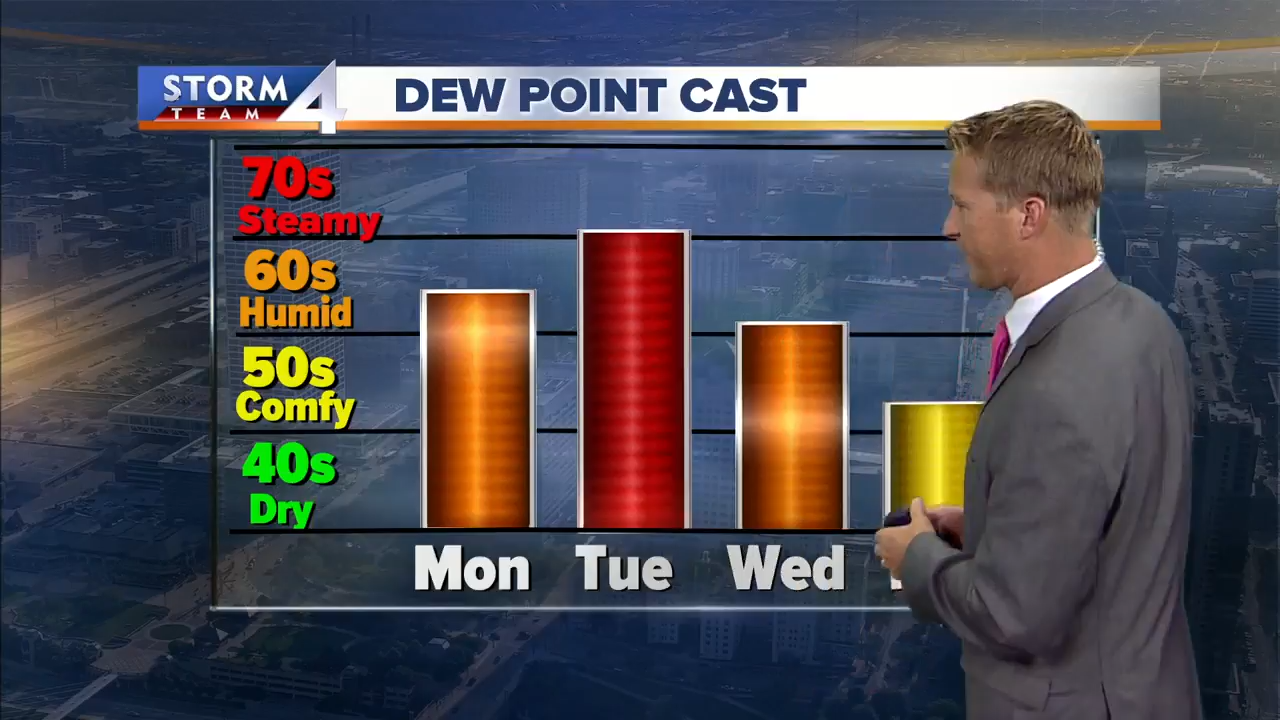 STORM
TEAM 4
DEW POINT CAST
70s
Steamy
60s
Humid
50s
Comfy
40s
Dry
Mon Tue Wed